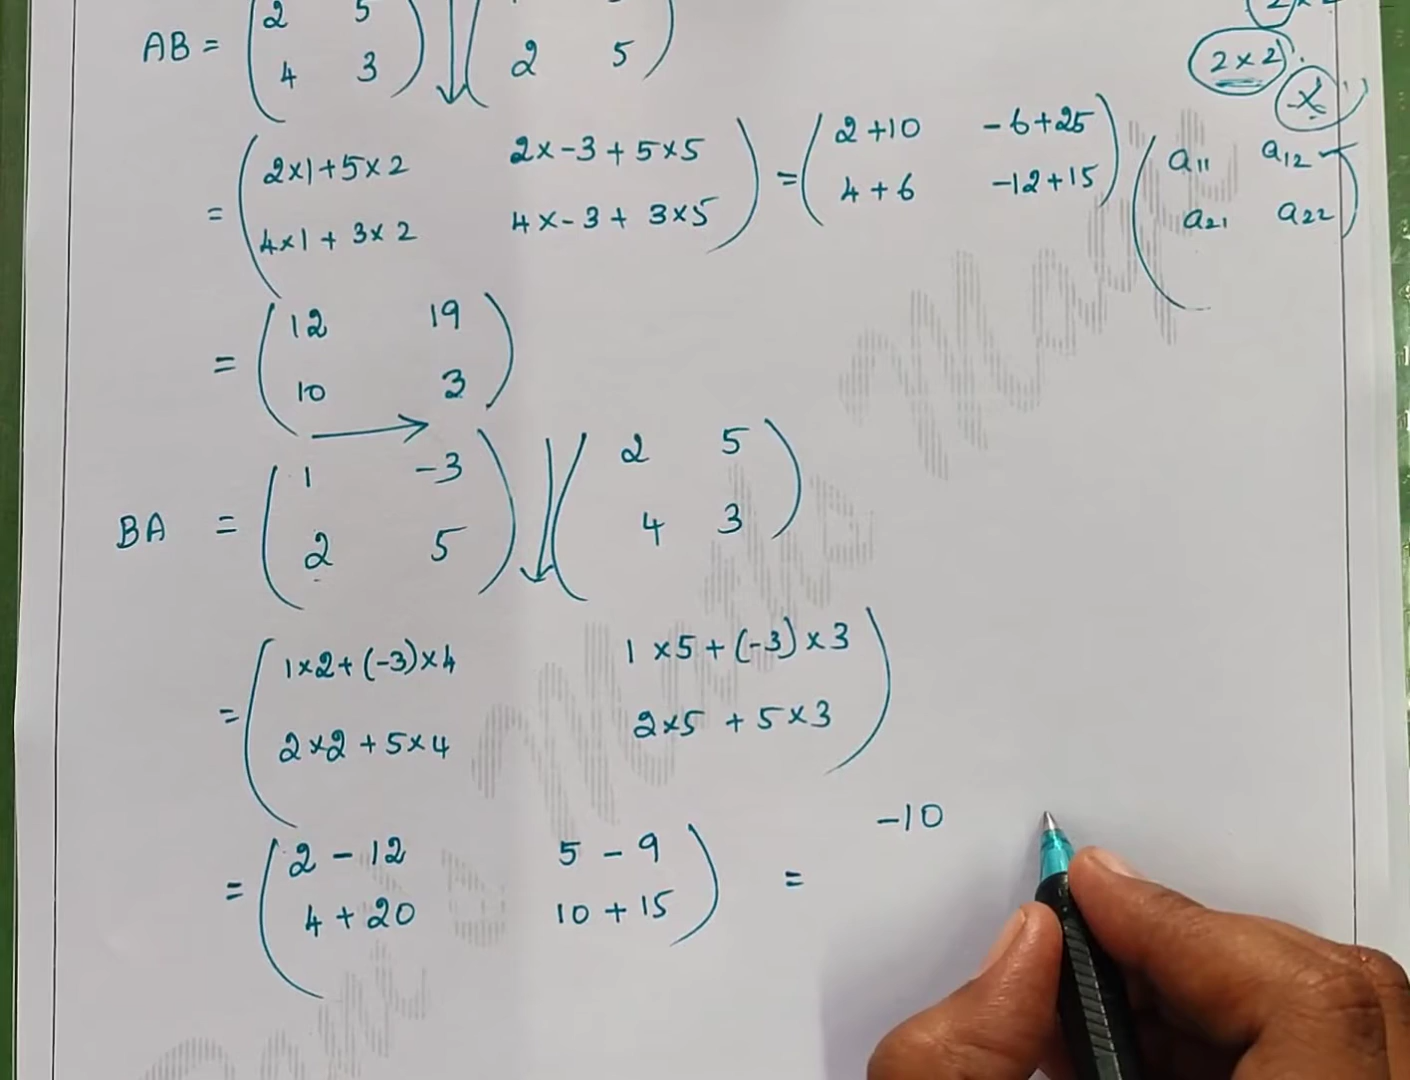 AB = ( 2 5 ) (
4 3 2 5 )
2 × 2
= ( 2×1+5×2 2×-3+5×5 ) = ( 2+10 -6+25 ) ( a11 a12 )
4×1+3×2 4×-3+3×5 4+6 -12+15 a21 a22
= ( 12 19 )
10 3
BA = ( 1 -3 ) ( 2 5 )
2 5 4 3
= ( 1×2+(-3)×4 1×5+(-3)×3 )
2×2+5×4 2×5+5×3
= ( 2-12 5-9 ) = -10
4+20 10+15